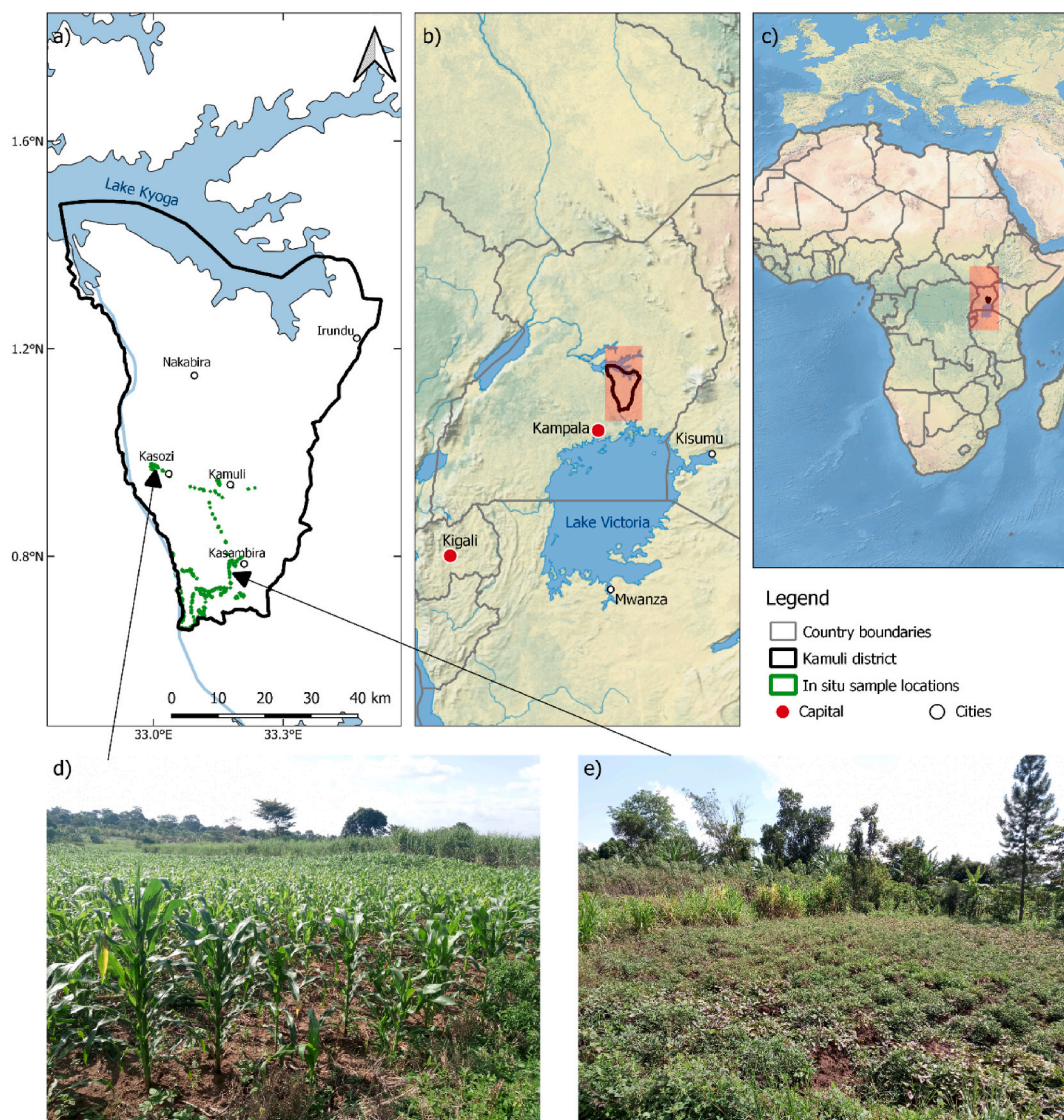 a)
Lake Kyoga
1.6°N
1.2°N
0.8°N
Irundu
Nakabira
Kasozi
Kamuli
Kasambira
0 10 20 30 40 km
33.0°E
33.3°E
b)
Kampala
Kisumu
Lake Victoria
Kigali
Mwanza
c)
Legend
Country boundaries
Kamuli district
In situ sample locations
Capital
Cities
d)
e)